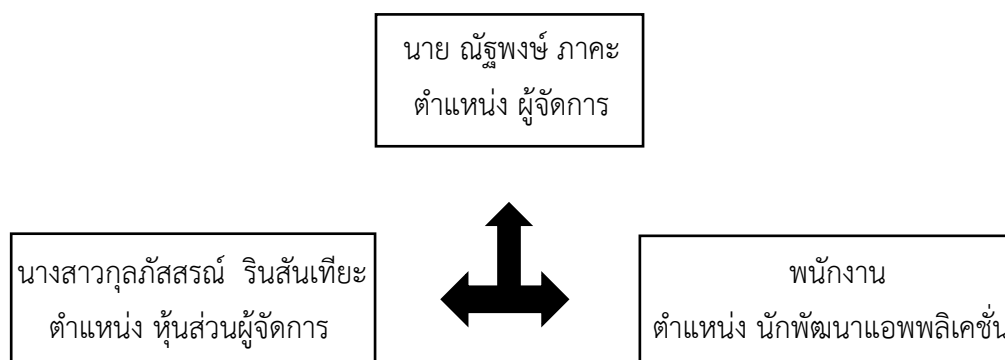 นาย ณัฐพงษ์ ภาคะ
ตำแหน่ง ผู้จัดการ
นางสาวกุลภัสสรณ์ รินสันเทียะ
ตำแหน่ง หุ้นส่วนผู้จัดการ
พนักงาน
ตำแหน่ง นักพัฒนาแอพพลิเคชั่น